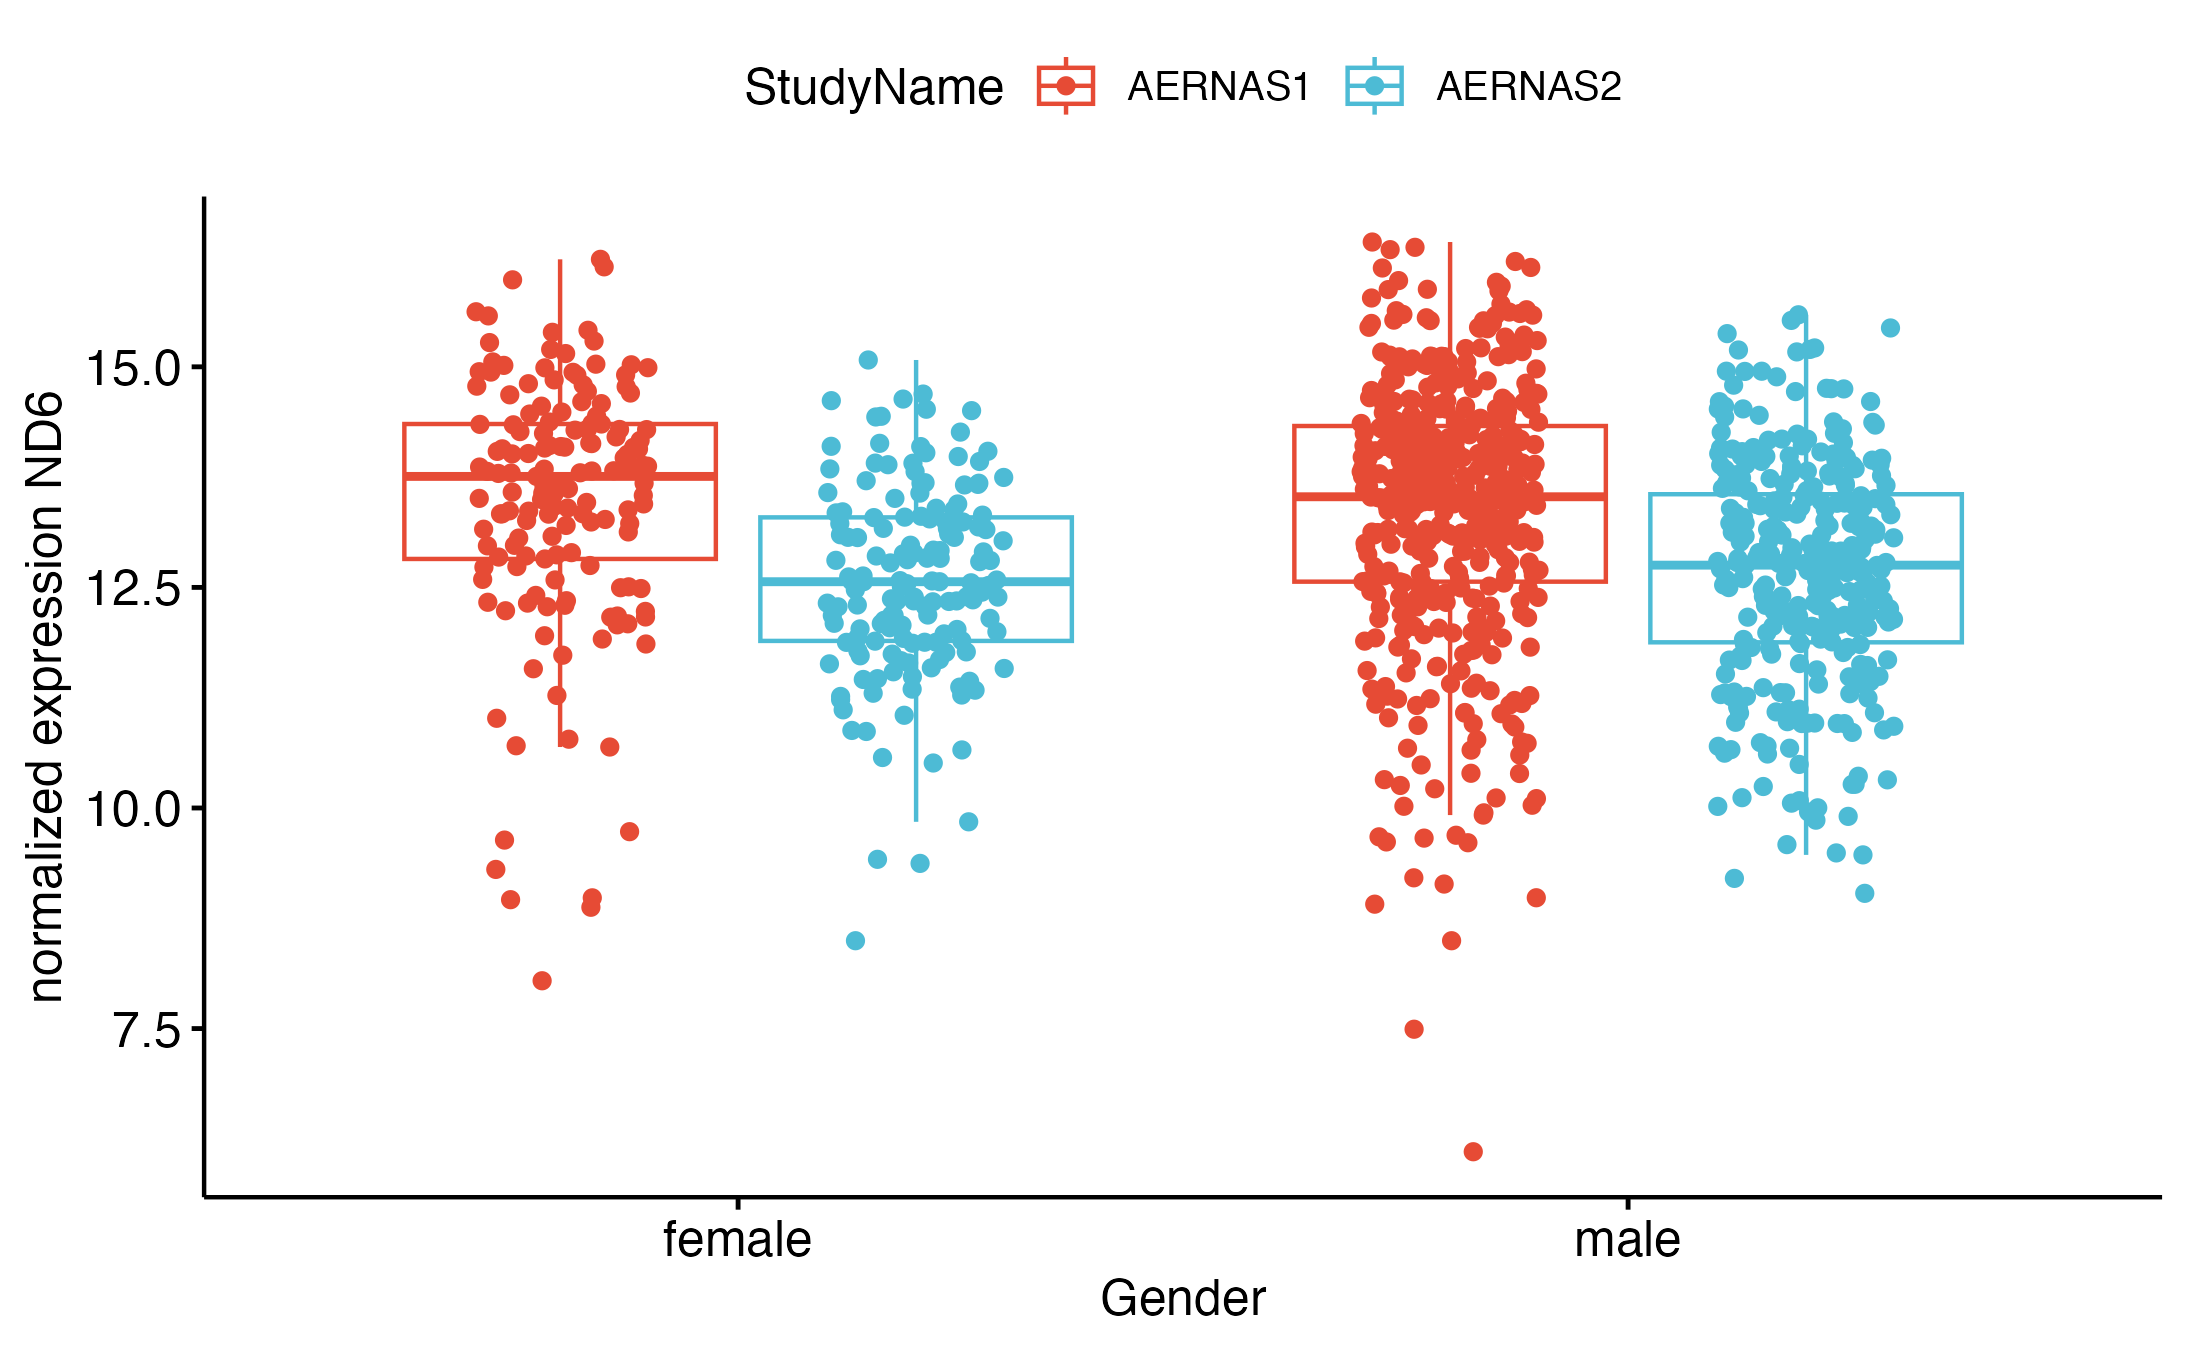 StudyName AERNAS1 AERNAS2
normalized expression ND6
15.0
12.5
10.0
7.5
female male
Gender